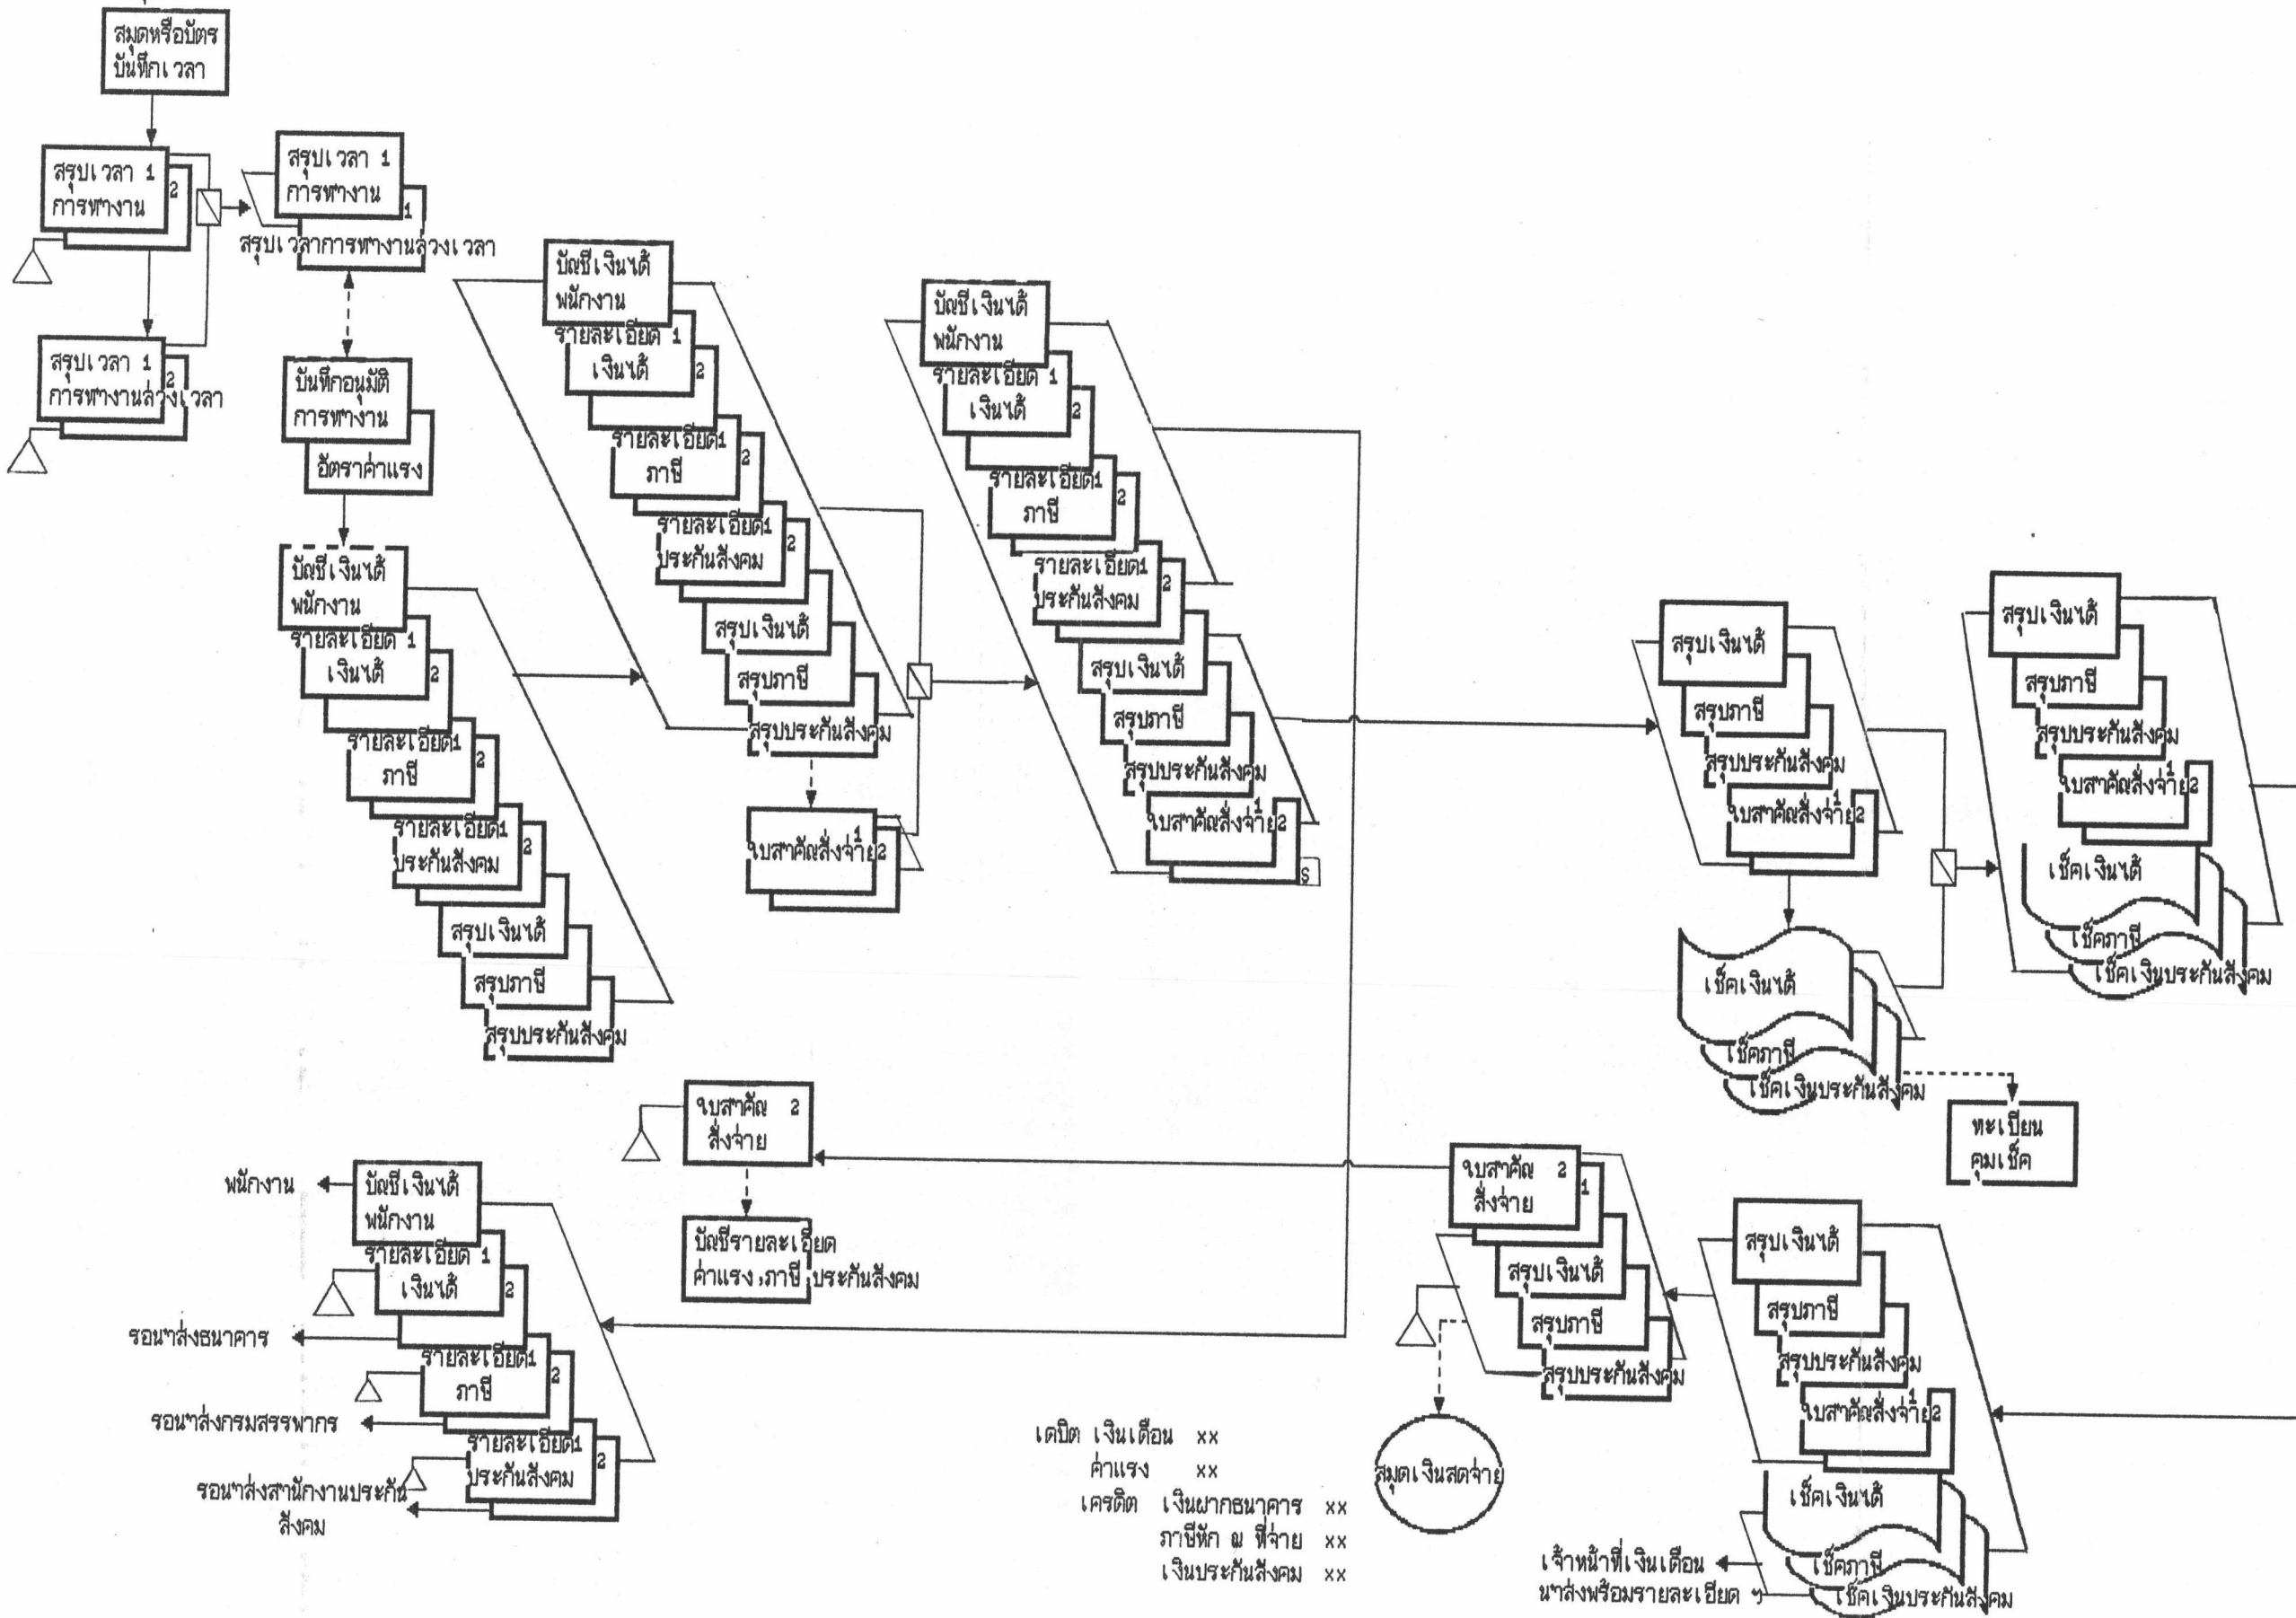 สมุดหรือบัตร
บันทึกเวลา
สรุปเวลา 1
การทำงาน
2
สรุปเวลา 1
การทำงาน
1
สรุปเวลาการทำงานล่วงเวลา
สรุปเวลา 1
2
การทำงานล่วงเวลา
บันทึกอนุมัติ
การทำงาน
อัตราค่าแรง
บัญชีเงินได้
พนักงาน
รายละเอียด 1
เงินได้ 2
รายละเอียด1
ภาษี 2
รายละเอียด1
ประกันสังคม 2
สรุปเงินได้
สรุปภาษี
สรุปประกันสังคม
บัญชีเงินได้
พนักงาน
รายละเอียด 1
เงินได้ 2
รายละเอียด1
ภาษี 2
รายละเอียด1
ประกันสังคม 2
สรุปเงินได้
สรุปภาษี
สรุปประกันสังคม
1
ใบสำคัญสั่งจ่าย2
บัญชีเงินได้
พนักงาน
รายละเอียด 1
เงินได้ 2
รายละเอียด1
ภาษี 2
รายละเอียด1
ประกันสังคม 2
สรุปเงินได้
สรุปภาษี
สรุปประกันสังคม
1
ใบสำคัญสั่งจ่าย2
S
สรุปเงินได้
สรุปภาษี
สรุปประกันสังคม
1
ใบสำคัญสั่งจ่าย2
เช็คเงินได้
เช็คภาษี
เช็คเงินประกันสังคม
ทะเบียน
คุมเช็ค
สรุปเงินได้
สรุปภาษี
สรุปประกันสังคม
1
ใบสำคัญสั่งจ่าย2
เช็คเงินได้
เช็คภาษี
เช็คเงินประกันสังคม
สรุปเงินได้
สรุปภาษี
สรุปประกันสังคม
1
ใบสำคัญสั่งจ่าย2
เช็คเงินได้
เช็คภาษี
เช็คเงินประกันสังคม
เจ้าหน้าที่เงินเดือน
นำส่งพร้อมรายละเอียด ๆ
ใบสำคัญ 2
สั่งจ่าย
1
สรุปเงินได้
สรุปภาษี
สรุปประกันสังคม
สมุดเงินสดจ่าย
เดบิต เงินเดือน xx
ค่าแรง xx
เครดิต เงินฝากธนาคาร xx
ภาษีหัก ณ ที่จ่าย xx
เงินประกันสังคม xx
ใบสำคัญ 2
สั่งจ่าย
บัญชีรายละเอียด
ค่าแรง,ภาษี,ประกันสังคม
พนักงาน
บัญชีเงินได้
พนักงาน
รายละเอียด 1
เงินได้ 2
รอนำส่งธนาคาร
รายละเอียด1
ภาษี 2
รอนำส่งกรมสรรพากร
รายละเอียด1
ประกันสังคม 2
รอนำส่งสำนักงานประกัน
สังคม